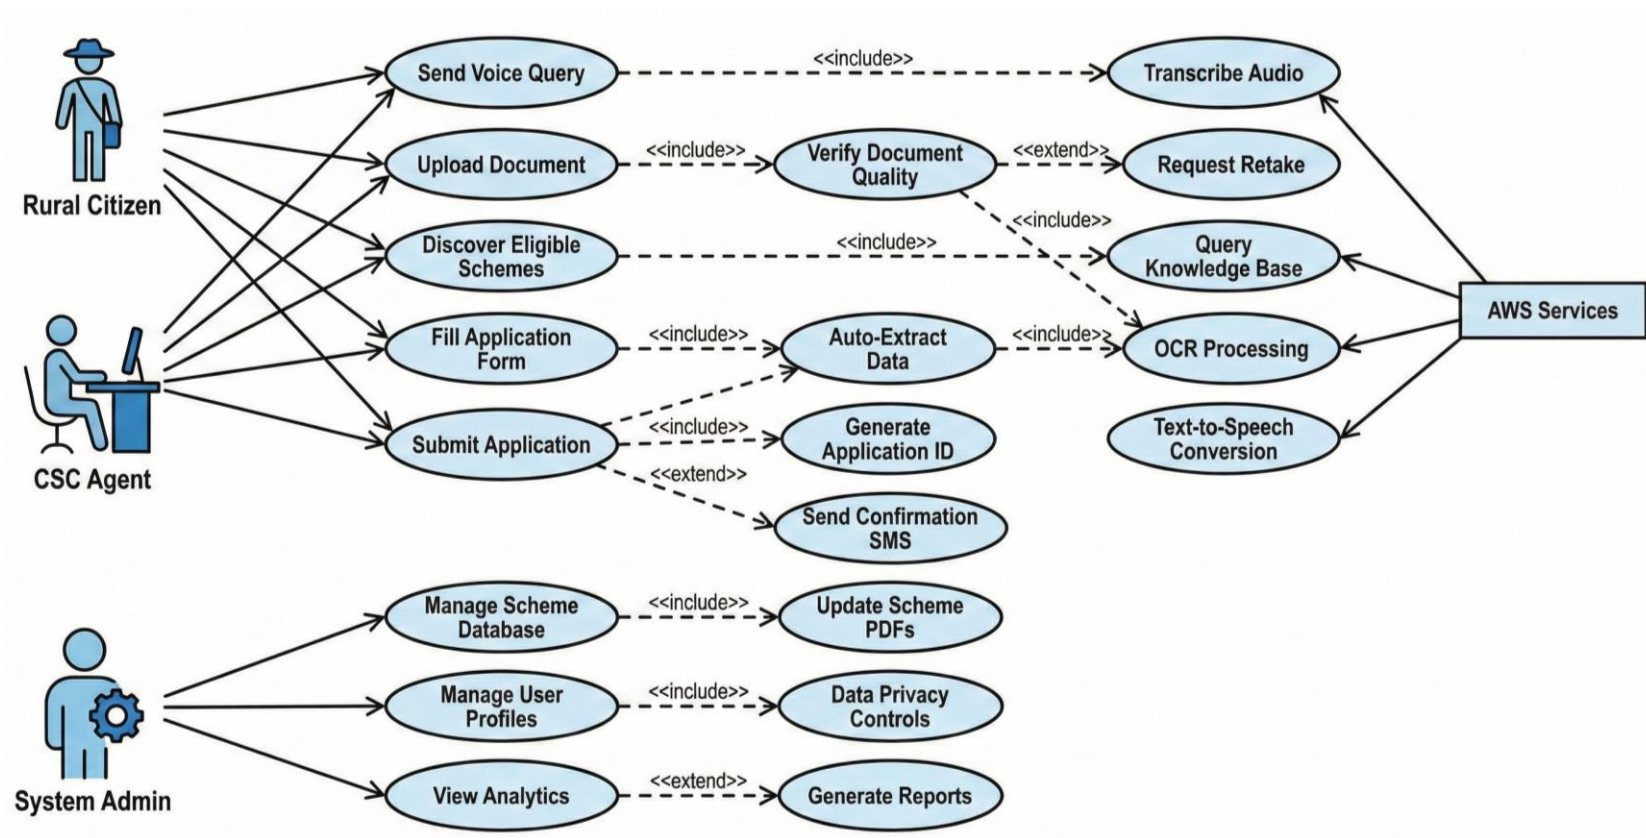 Send Voice Query
<<include>>
Transcribe Audio
Rural Citizen
Upload Document
<<include>>
Verify Document
Quality
<<extend>>
Request Retake
<<include>>
Discover Eligible
Schemes
<<include>>
Query
Knowledge Base
AWS Services
CSC Agent
Fill Application
Form
<<include>>
Auto-Extract
Data
<<include>>
OCR Processing
Submit Application
<<include>>
Generate
Application ID
Text-to-Speech
Conversion
<<extend>>
Send Confirmation
SMS
System Admin
Manage Scheme
Database
<<include>>
Update Scheme
PDFs
Manage User
Profiles
<<include>>
Data Privacy
Controls
View Analytics
<<extend>>
Generate Reports